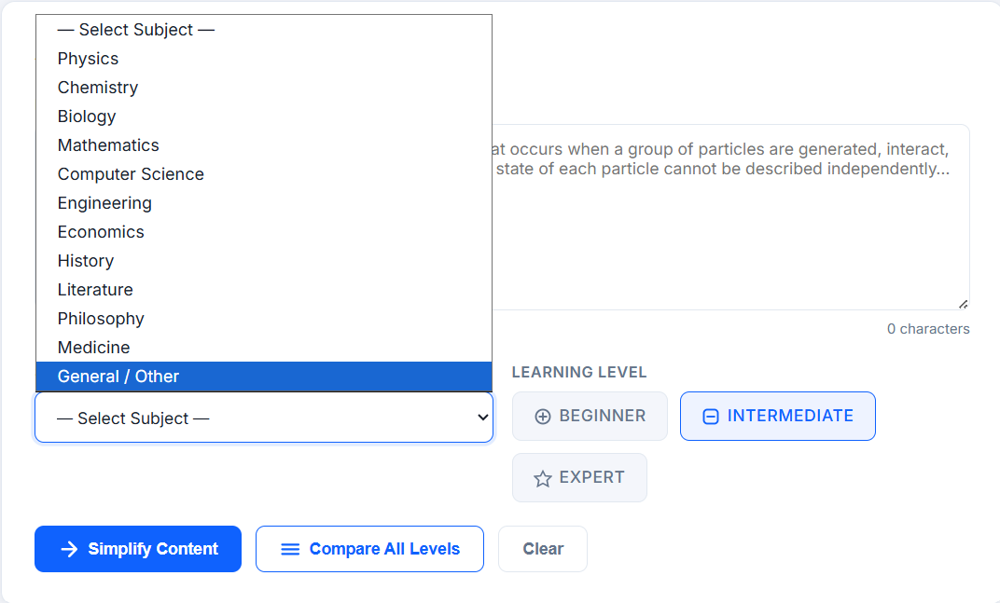 — Select Subject —
Physics
Chemistry
Biology
Mathematics
Computer Science
Engineering
Economics
History
Literature
Philosophy
Medicine
General / Other
at occurs when a group of particles are generated, interact,
state of each particle cannot be described independently...
0 characters
— Select Subject —
LEARNING LEVEL
BEGINNER
INTERMEDIATE
EXPERT
Simplify Content
Compare All Levels
Clear